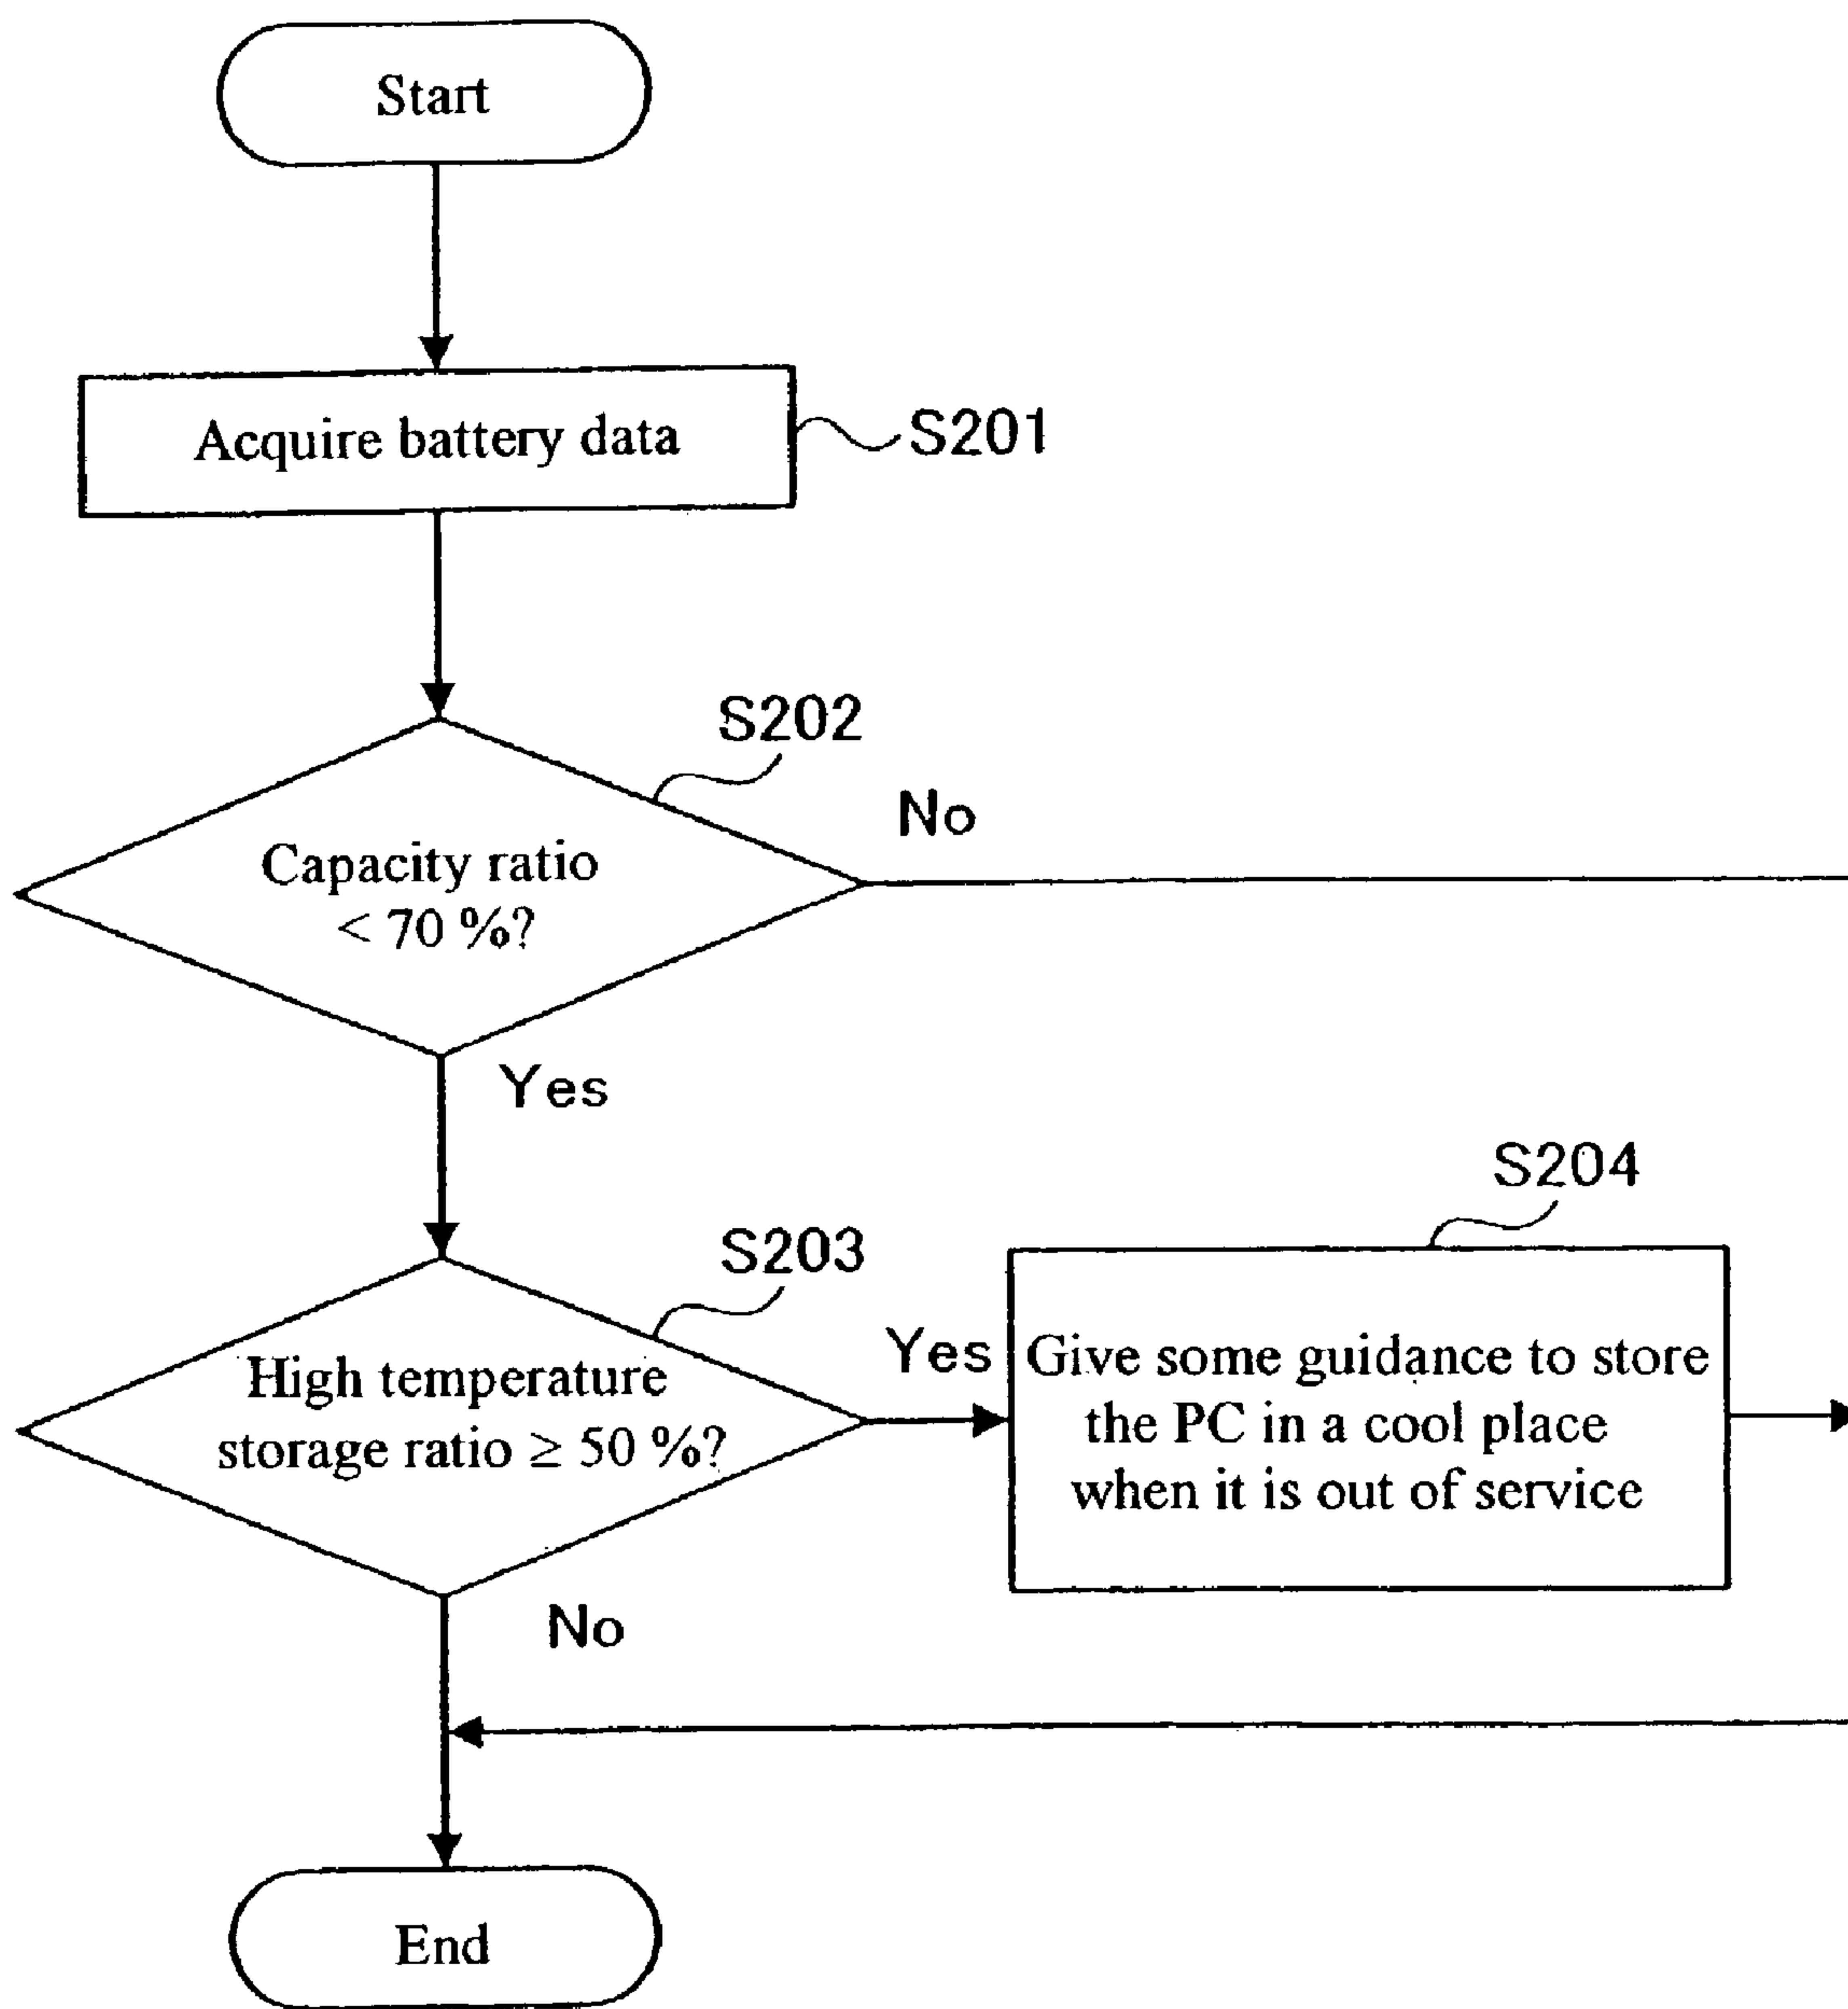 Start
Acquire battery data
S201
S202
No
Capacity ratio
< 70 %?
Yes
S203
S204
High temperature
storage ratio ≥ 50 %?
Yes
Give some guidance to store
the PC in a cool place
when it is out of service
No
End